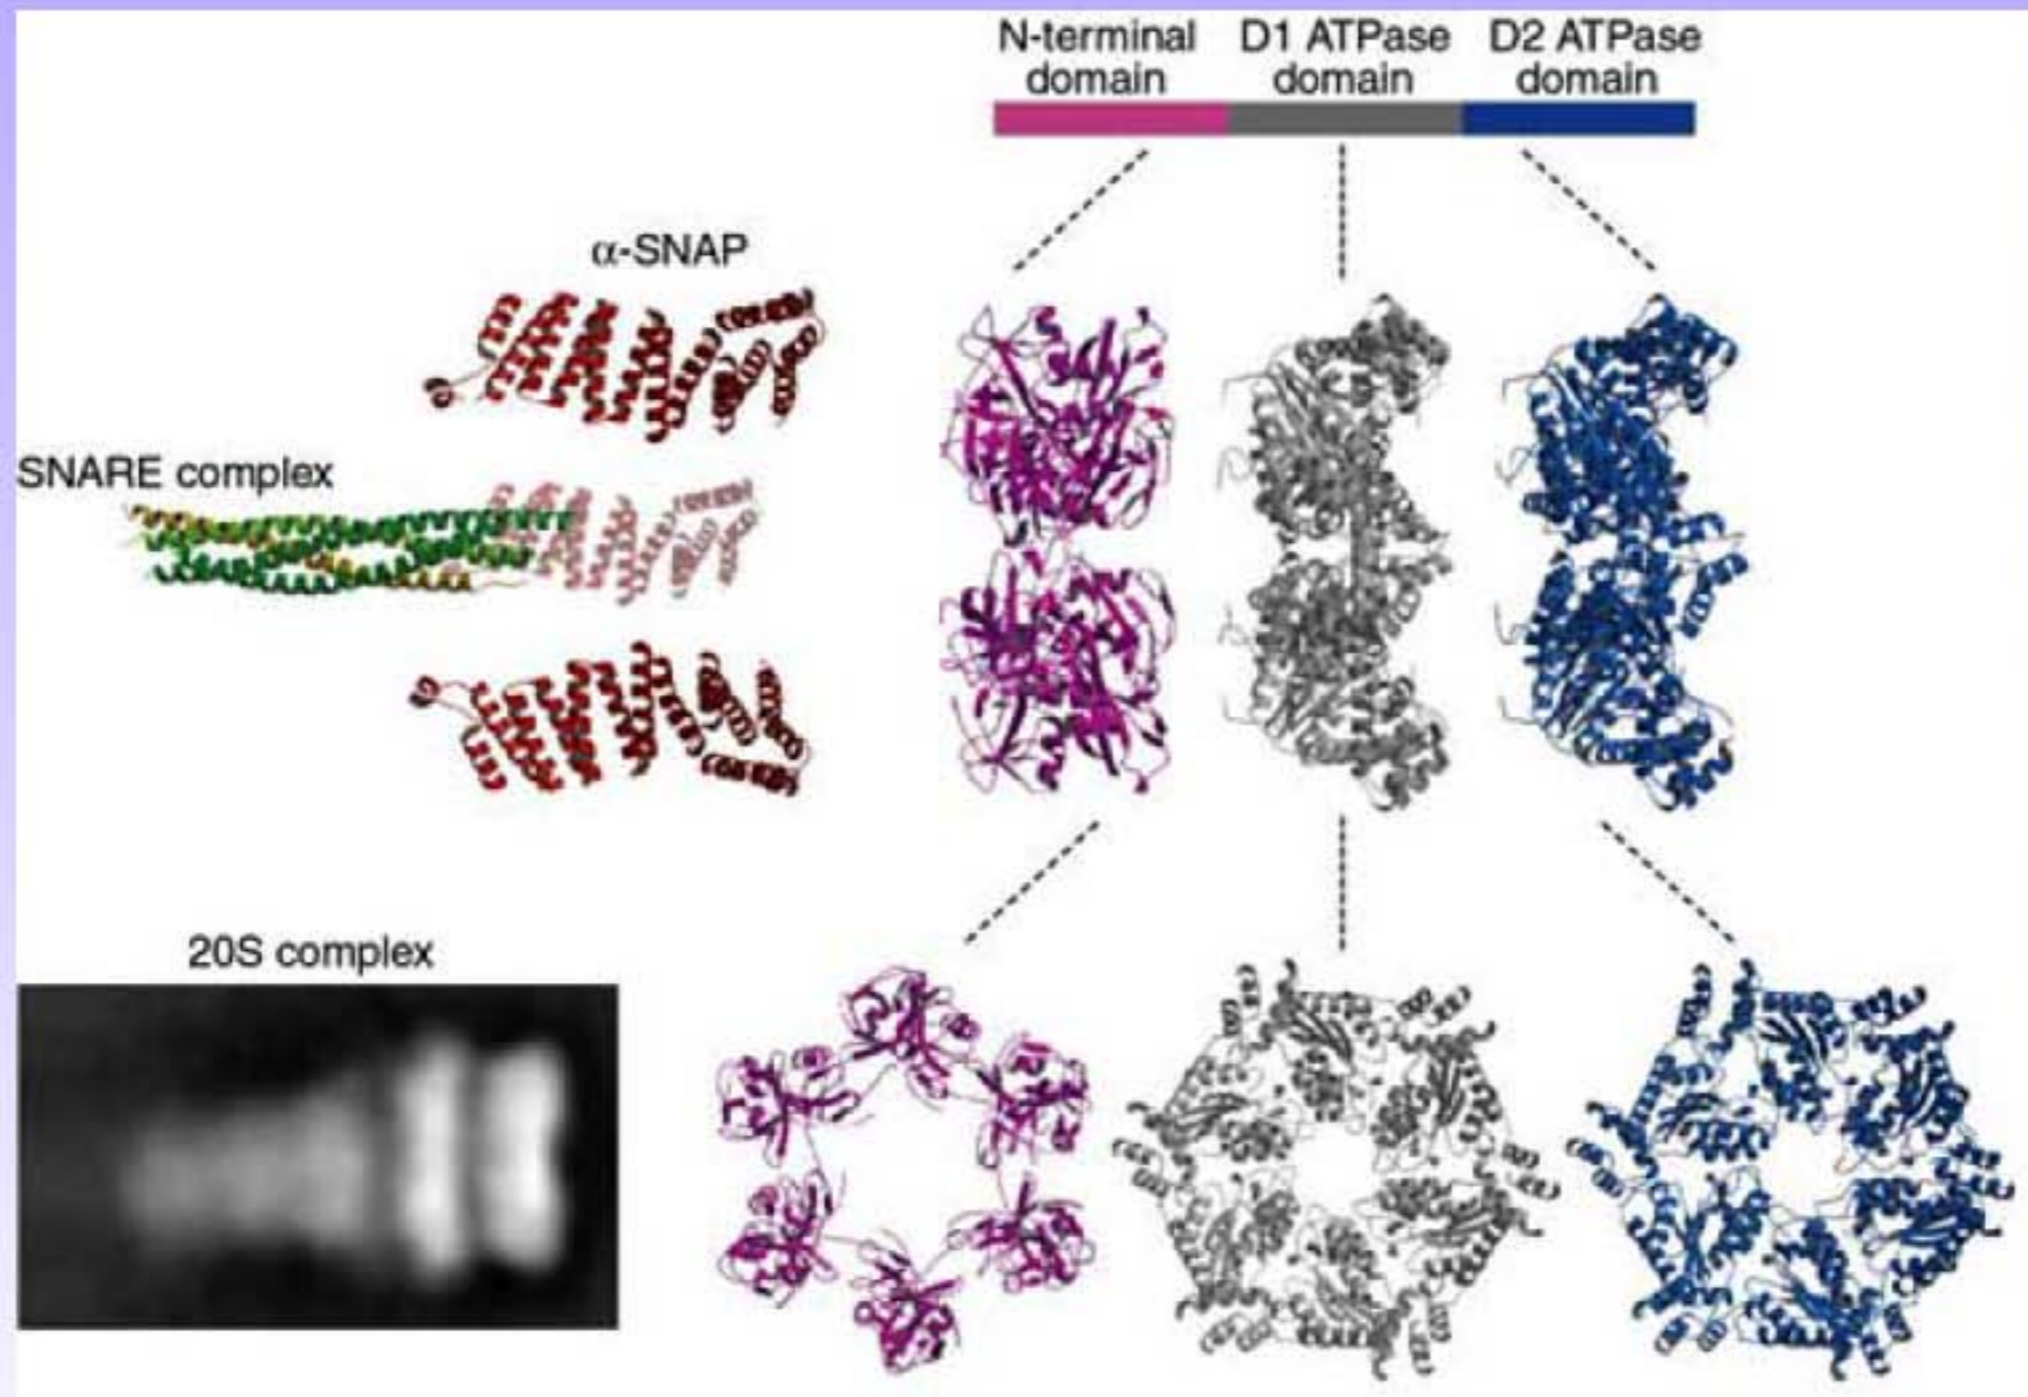 N-terminal domain
D1 ATPase domain
D2 ATPase domain
α-SNAP
SNARE complex
20S complex